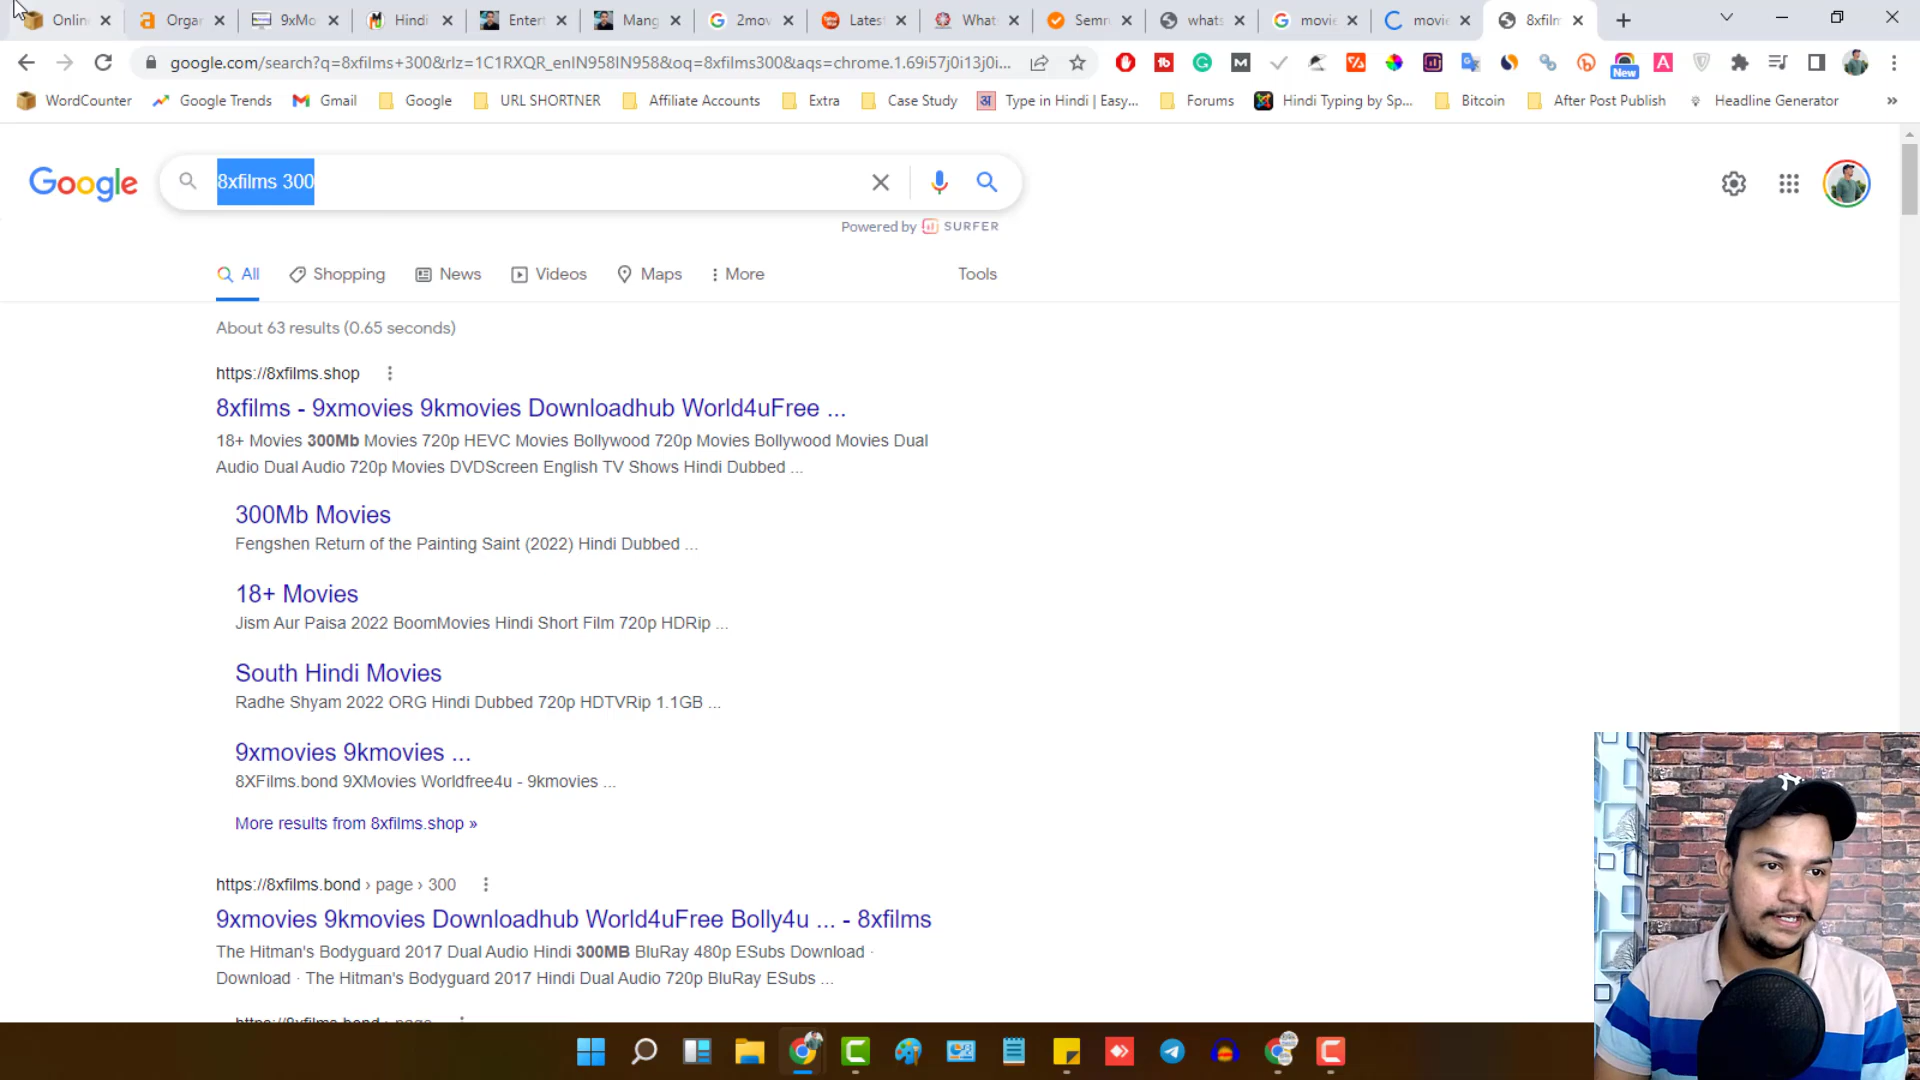 Onlin
Orga
9xMo
Hindi
Entert
Mang
2mov
Latest
What
Semr
whats
movie
movie
8xfilm
google.com/search?q=8xfilms+300&rlz=1C1RXQR_enIN958IN958&oq=8xfilms300&aqs=chrome.1.69i57j0i13j0i...
New
WordCounter
Google Trends
Gmail
Google
URL SHORTNER
Affiliate Accounts
Extra
Case Study
Type in Hindi | Easy...
Forums
Hindi Typing by Sp...
Bitcoin
After Post Publish
Headline Generator
»
Google
8xfilms 300
Powered by SURFER
All
Shopping
News
Videos
Maps
More
Tools
About 63 results (0.65 seconds)
https://8xfilms.shop
8xfilms - 9xmovies 9kmovies Downloadhub World4uFree ...
18+ Movies 300Mb Movies 720p HEVC Movies Bollywood 720p Movies Bollywood Movies Dual
Audio Dual Audio 720p Movies DVDScreen English TV Shows Hindi Dubbed ...
300Mb Movies
Fengshen Return of the Painting Saint (2022) Hindi Dubbed ...
18+ Movies
Jism Aur Paisa 2022 BoomMovies Hindi Short Film 720p HDRip ...
South Hindi Movies
Radhe Shyam 2022 ORG Hindi Dubbed 720p HDTVRip 1.1GB ...
9xmovies 9kmovies ...
8XFilms.bond 9XMovies Worldfree4u - 9kmovies ...
More results from 8xfilms.shop »
https://8xfilms.bond › page › 300
9xmovies 9kmovies Downloadhub World4uFree Bolly4u ... - 8xfilms
The Hitman's Bodyguard 2017 Dual Audio Hindi 300MB BluRay 480p ESubs Download ·
Download · The Hitman's Bodyguard 2017 Hindi Dual Audio 720p BluRay ESubs ...
https://8xfilms.bond › page